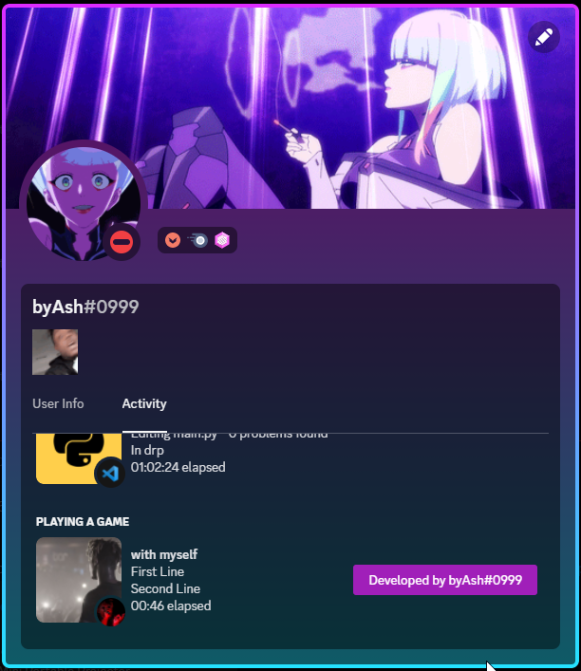 byAsh#0999
User Info
Activity
Editing main.py - 0 problems found
In drp
01:02:24 elapsed
PLAYING A GAME
with myself
First Line
Second Line
00:46 elapsed
Developed by byAsh#0999